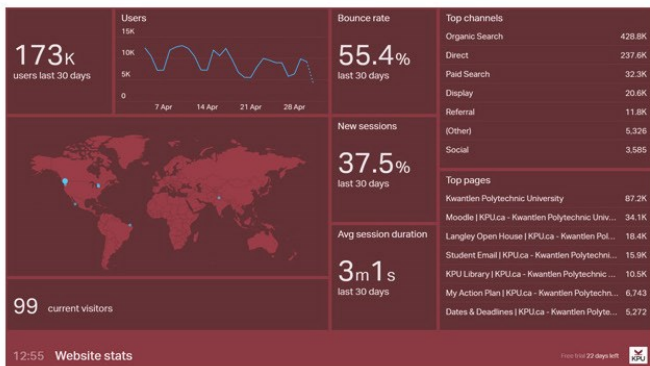 173K
users last 30 days
Users
15K
10K
5K
0
7 Apr 14 Apr 21 Apr 28 Apr
Bounce rate
55.4%
last 30 days
New sessions
37.5%
last 30 days
Avg session duration
3m1s
last 30 days
99 current visitors
Top channels
Organic Search 428.8K
Direct 237.6K
Paid Search 32.3K
Display 20.6K
Referral 11.8K
(Other) 5,326
Social 3,585
Top pages
Kwantlen Polytechnic University 87.2K
Moodle | KPU.ca - Kwantlen Polytechnic Univ... 34.1K
Langley Open House | KPU.ca - Kwantlen Pol... 18.4K
Student Email | KPU.ca - Kwantlen Polytechni... 15.9K
KPU Library | KPU.ca - Kwantlen Polytechnic ... 10.5K
My Action Plan | KPU.ca - Kwantlen Polytechn... 6,743
Dates & Deadlines | KPU.ca - Kwantlen Polyte... 5,272
12:55 Website stats
Free trial 22 days left
KPU